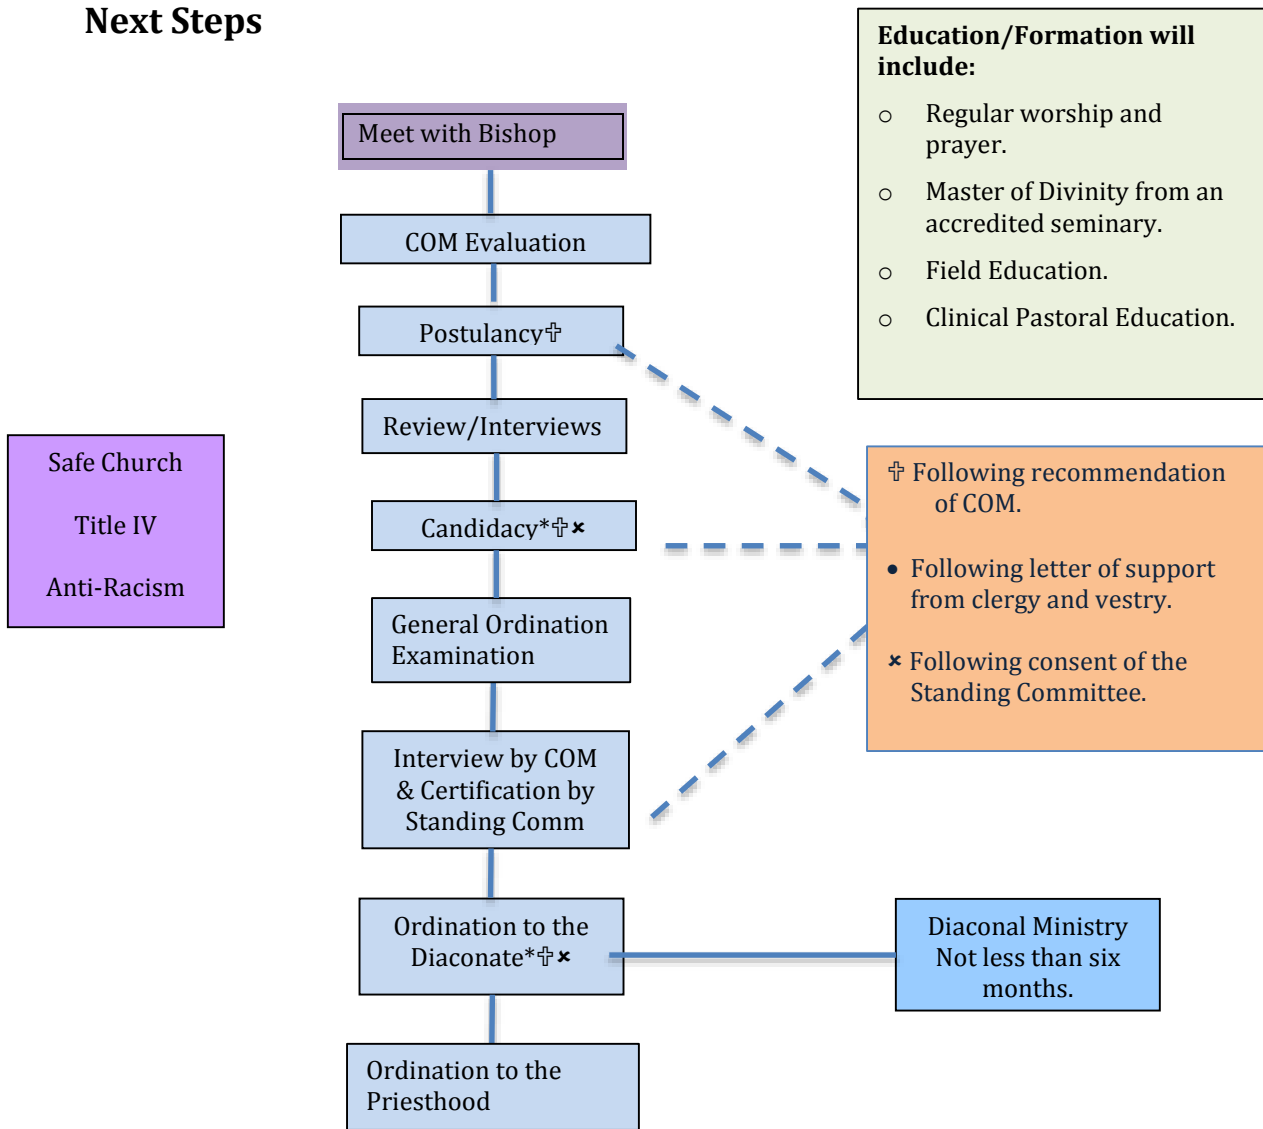 Next Steps
Education/Formation will
include:
o Regular worship and
prayer.
o Master of Divinity from an
accredited seminary.
o Field Education.
o Clinical Pastoral Education.
Meet with Bishop
COM Evaluation
Postulancy✞
Review/Interviews
Candidacy*✞×
General Ordination
Examination
Interview by COM
& Certification by
Standing Comm
Ordination to the
Diaconate*✞×
Ordination to the
Priesthood
Safe Church
Title IV
Anti-Racism
✞ Following recommendation
of COM.
• Following letter of support
from clergy and vestry.
× Following consent of the
Standing Committee.
Diaconal Ministry
Not less than six
months.